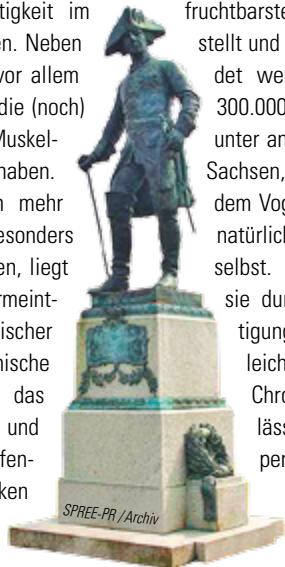 tigkeit im
en. Neben
vor allem
die (noch)
Muskel-
haben.
n mehr
esonders
en, liegt
rmeint-
ischer
nische
das
und
fen-
ken
fruchtbarste
stellt und
det we
300.000
unter an
Sachsen,
dem Vog
natürlich
selbst.
sie dur
tigung
leich
Chro
läss
per
SPREE-PR / Archiv